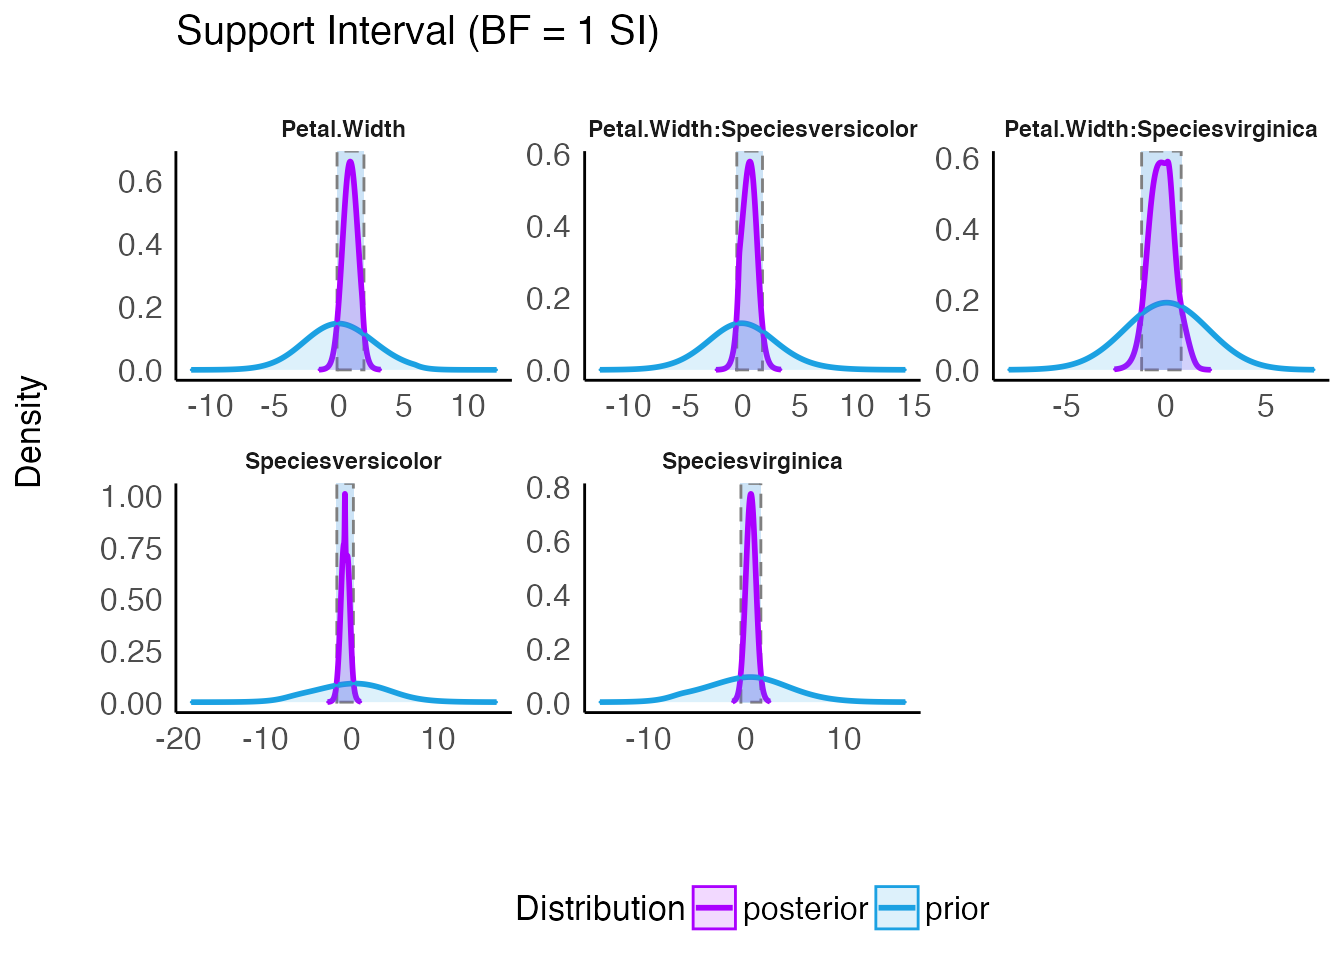 Support Interval (BF = 1 SI)
Petal.Width
0.6
0.4
0.2
0.0
-10 -5 0 5 10
Petal.Width:Speciesversicolor
0.6
0.4
0.2
0.0
-10 -5 0 5 10 15
Petal.Width:Speciesvirginica
0.6
0.4
0.2
0.0
-5 0 5
Density
Speciesversicolor
1.00
0.75
0.50
0.25
0.00
-20 -10 0 10
Speciesvirginica
0.8
0.6
0.4
0.2
0.0
-10 0 10
Distribution posterior prior